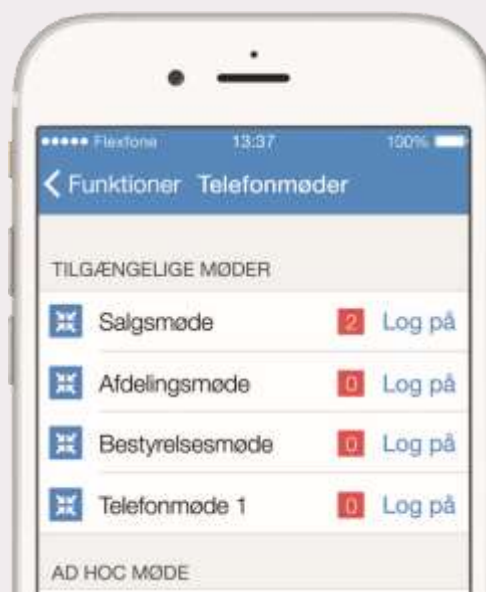 Flexfone 13:37 100%
Funktioner Telefonmøder
TILGÆNGELIGE MØDER
Salgsmøde 2 Log på
Afdelingsmøde 0 Log på
Bestyrelsesmøde 0 Log på
Telefonmøde 1 0 Log på
AD HOC MØDE